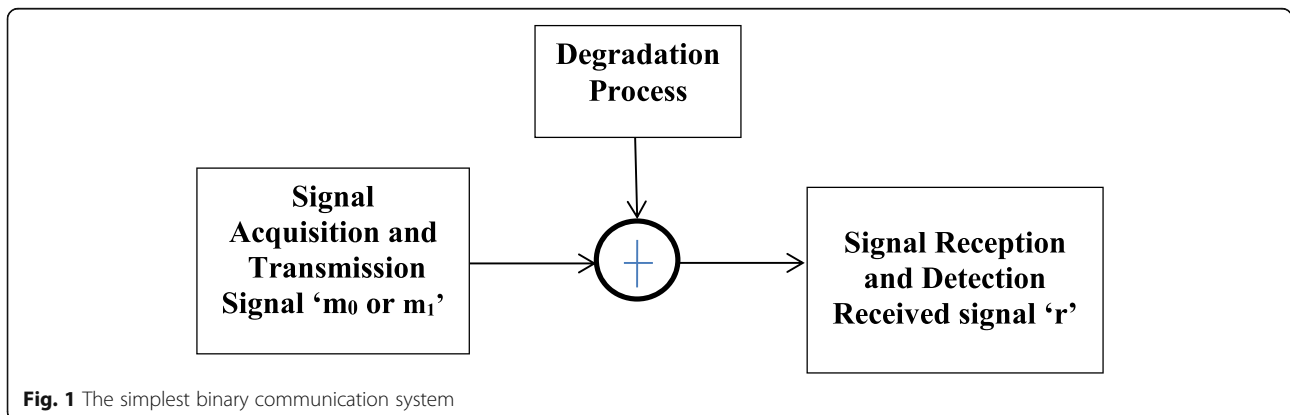 Degradation
Process
Signal
Acquisition and
Transmission
Signal ‘m₀ or m₁’
+
Signal Reception
and Detection
Received signal ‘r’
Fig. 1 The simplest binary communication system